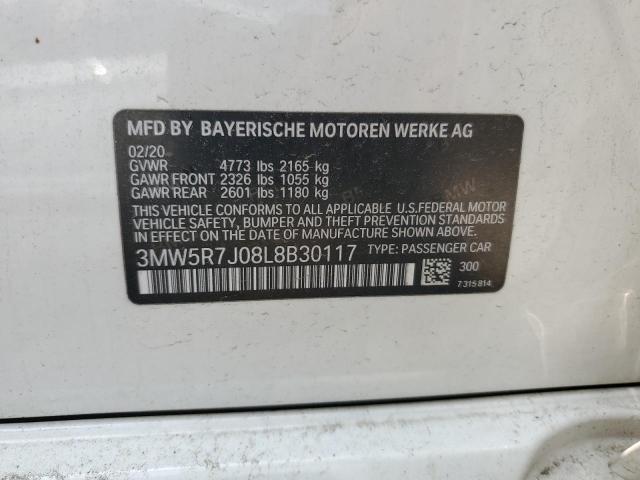 MFD BY BAYERISCHE MOTOREN WERKE AG
02/20
GVWR 4773 lbs 2165 kg
GAWR FRONT 2326 lbs 1055 kg
GAWR REAR 2601 lbs 1180 kg
THIS VEHICLE CONFORMS TO ALL APPLICABLE U.S.FEDERAL MOTOR
VEHICLE SAFETY, BUMPER STANDARDS, AND THEFT PREVENTION STANDARDS
IN EFFECT ON THE DATE OF MANUFACTURE SHOWN ABOVE.
3MW5R7J08L8B30117 TYPE: PASSENGER CAR
300
7 315 814